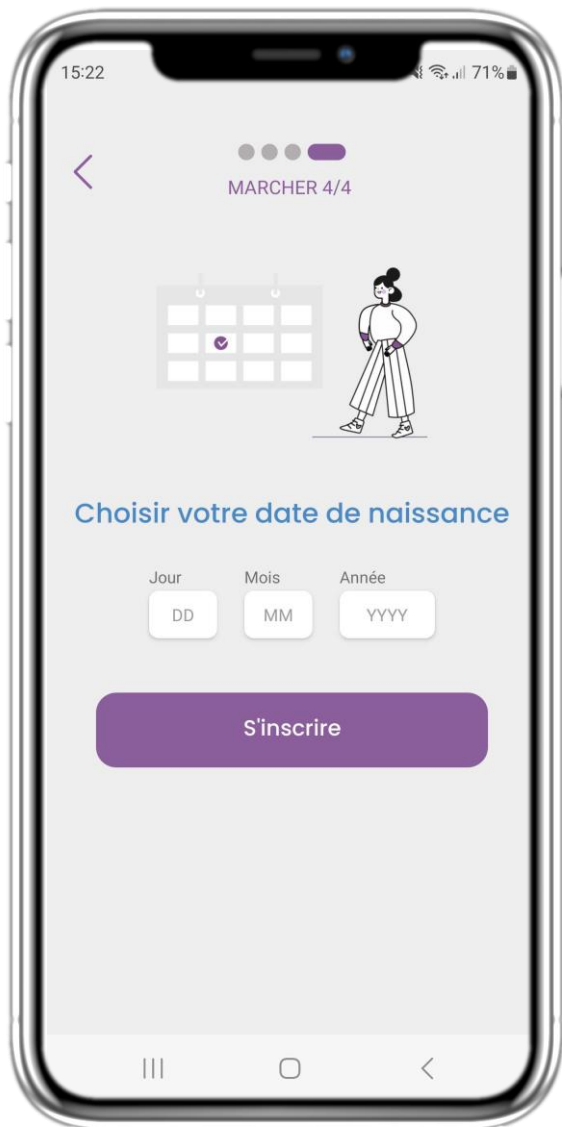 15:22
71%
MARCHER 4/4
Choisir votre date de naissance
Jour Mois Année
DD MM YYYY
S'inscrire